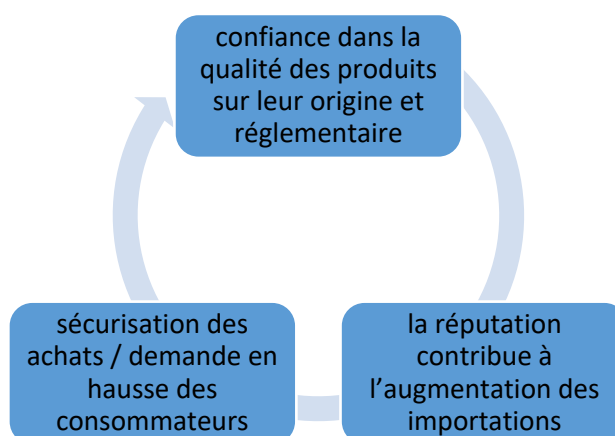 confiance dans la
qualité des produits
sur leur origine et
réglementaire
sécurisation des
achats / demande en
hausse des
consommateurs
la réputation
contribue à
l’augmentation des
importations